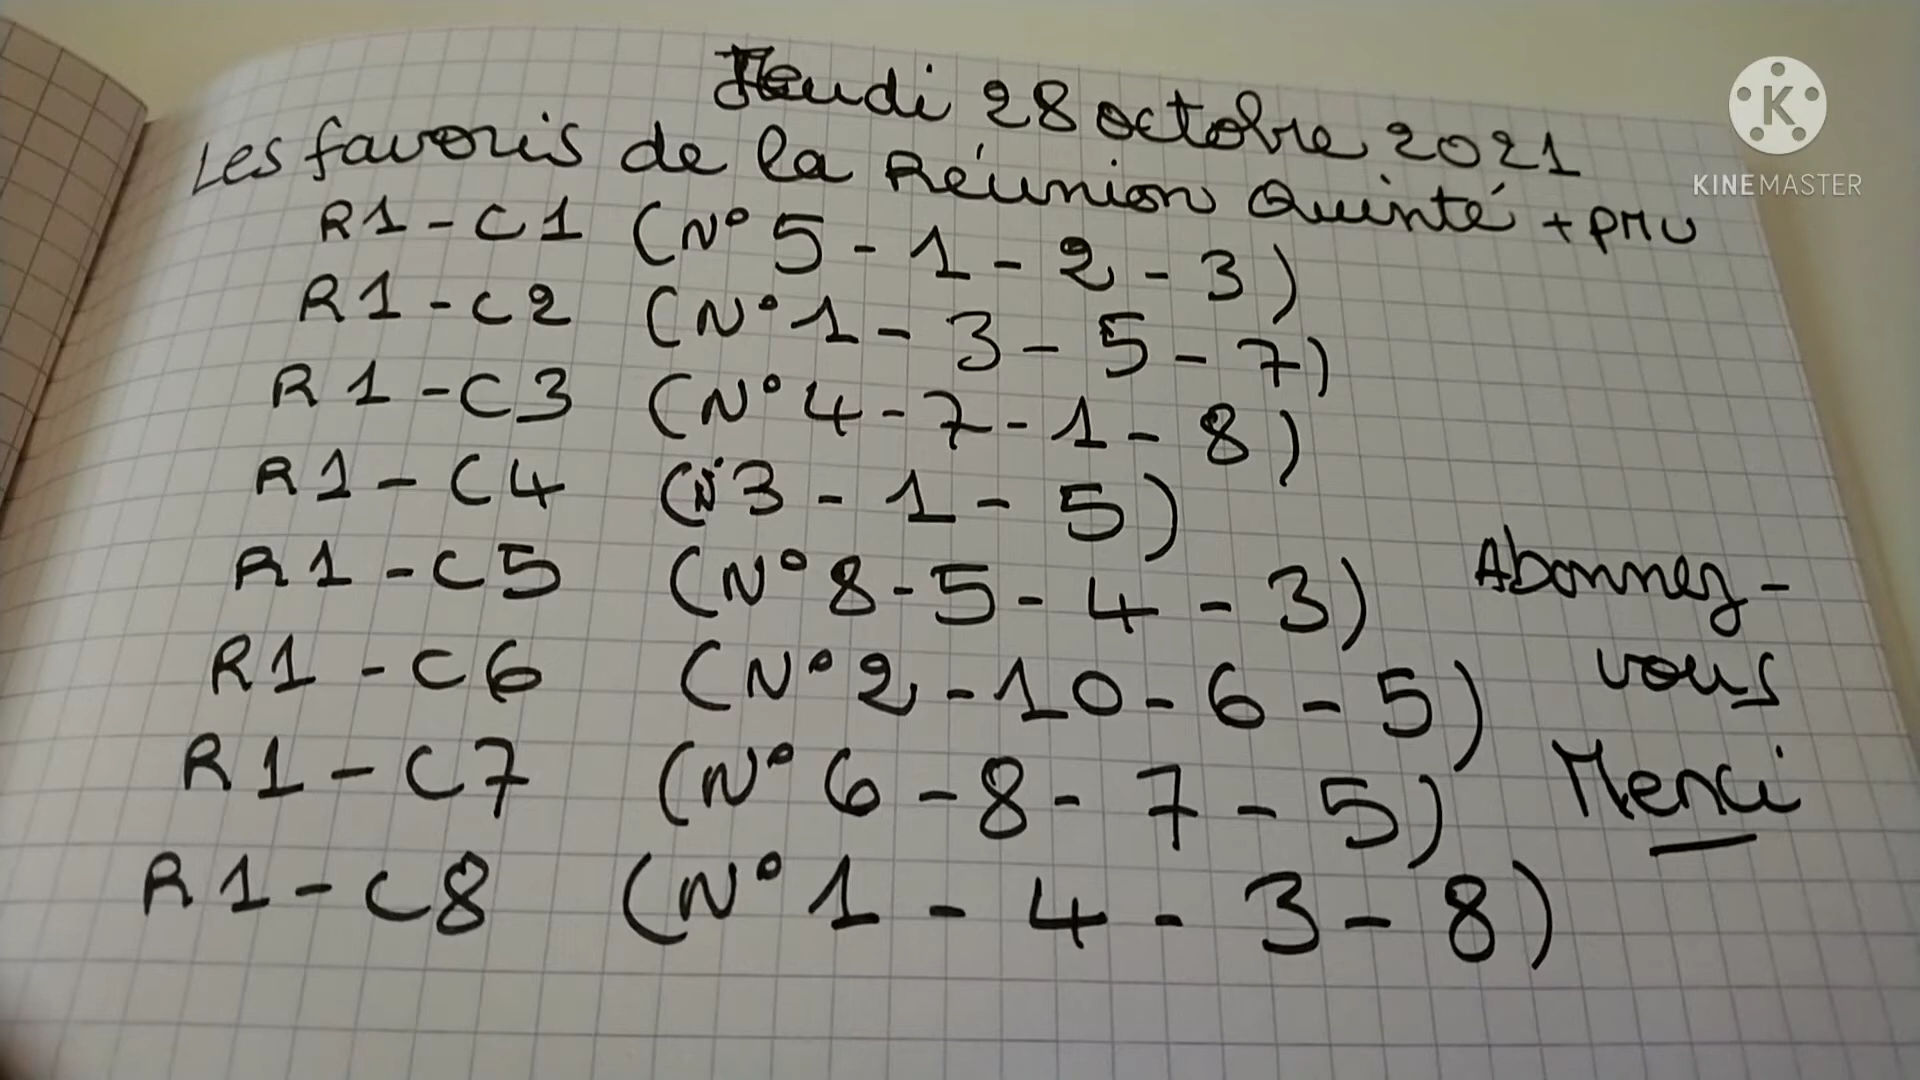 Jeudi 28 octobre 2021
Les favoris de la Réunion Quinté + PMU
R1 - C1 (N° 5 - 1 - 2 - 3)
R1 - C2 (N° 1 - 3 - 5 - 7)
R1 - C3 (N° 4 - 7 - 1 - 8)
R1 - C4 (N° 3 - 1 - 5)
R1 - C5 (N° 8 - 5 - 4 - 3)
R1 - C6 (N° 2 - 10 - 6 - 5)
R1 - C7 (N° 6 - 8 - 7 - 5)
R1 - C8 (N° 1 - 4 - 3 - 8)
Abonnez-
vous
Merci
K
KINEMASTER